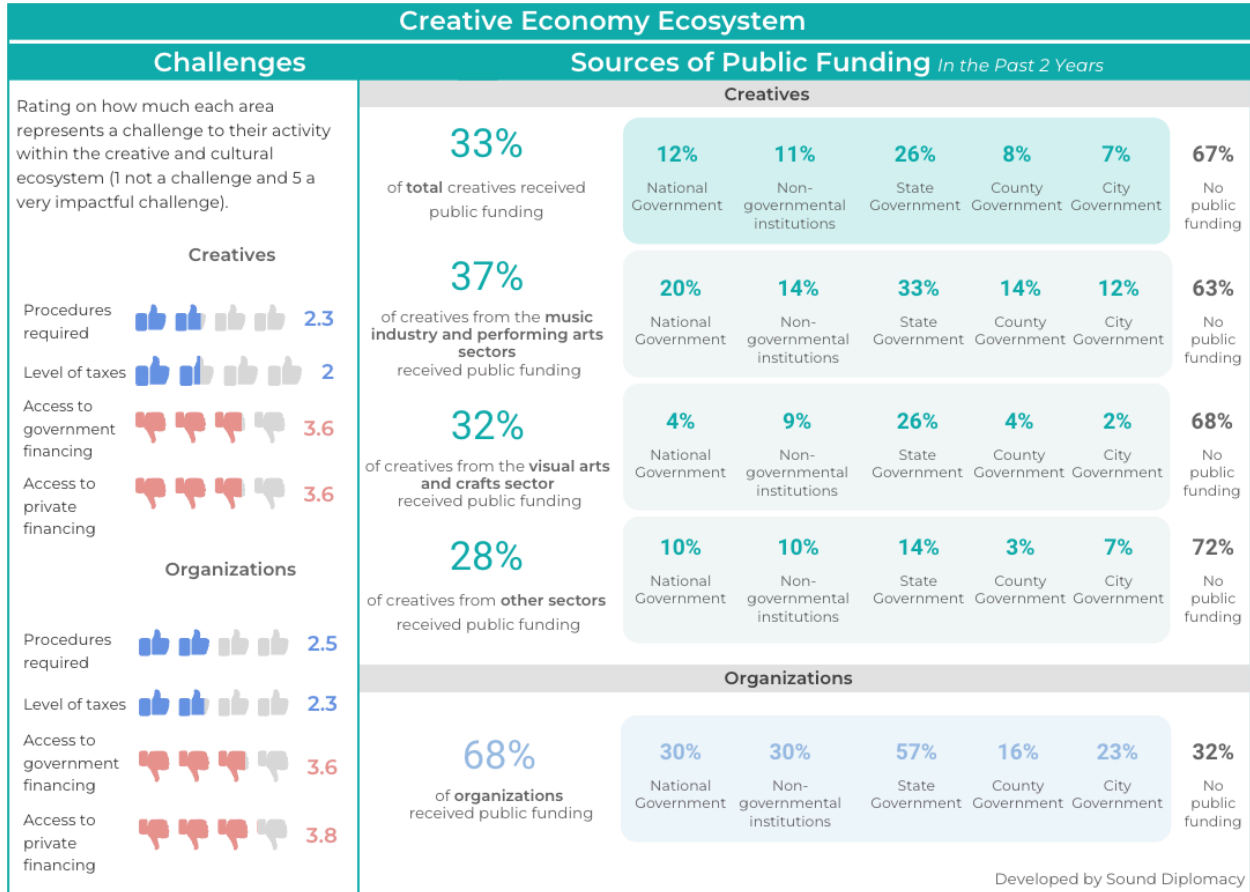 Creative Economy Ecosystem
Challenges
Rating on how much each area
represents a challenge to their activity
within the creative and cultural
ecosystem (1 not a challenge and 5 a
very impactful challenge).
Creatives
Procedures
required
2.3
Level of taxes
2
Access to
government
financing
3.6
Access to
private
financing
3.6
Organizations
Procedures
required
2.5
Level of taxes
2.3
Access to
government
financing
3.6
Access to
private
financing
3.8
Sources of Public Funding In the Past 2 Years
Creatives
33%
of total creatives received
public funding
12%
National
Government
11%
Non-
governmental
institutions
26%
State
Government
8%
County
Government
7%
City
Government
67%
No
public
funding
37%
of creatives from the music
industry and performing arts
sectors
received public funding
20%
National
Government
14%
Non-
governmental
institutions
33%
State
Government
14%
County
Government
12%
City
Government
63%
No
public
funding
32%
of creatives from the visual arts
and crafts sector
received public funding
4%
National
Government
9%
Non-
governmental
institutions
26%
State
Government
4%
County
Government
2%
City
Government
68%
No
public
funding
28%
of creatives from other sectors
received public funding
10%
National
Government
10%
Non-
governmental
institutions
14%
State
Government
3%
County
Government
7%
City
Government
72%
No
public
funding
Organizations
68%
of organizations
received public funding
30%
National
Government
30%
Non-
governmental
institutions
57%
State
Government
16%
County
Government
23%
City
Government
32%
No
public
funding
Developed by Sound Diplomacy